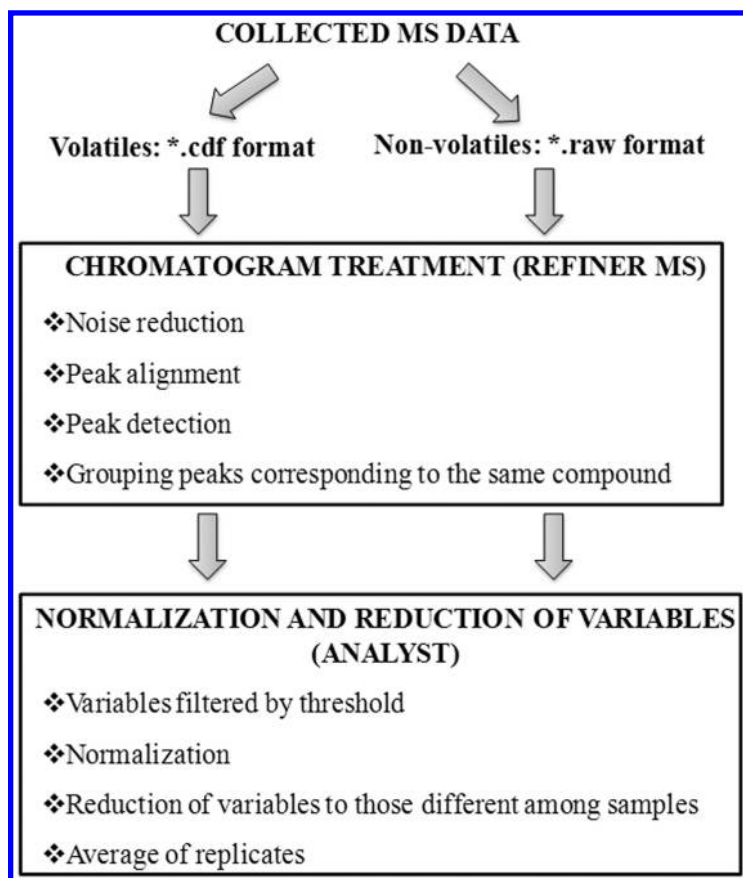 COLLECTED MS DATA
Volatiles: *.cdf format
Non-volatiles: *.raw format
CHROMATOGRAM TREATMENT (REFINER MS)
❖Noise reduction
❖Peak alignment
❖Peak detection
❖Grouping peaks corresponding to the same compound
NORMALIZATION AND REDUCTION OF VARIABLES
(ANALYST)
❖Variables filtered by threshold
❖Normalization
❖Reduction of variables to those different among samples
❖Average of replicates